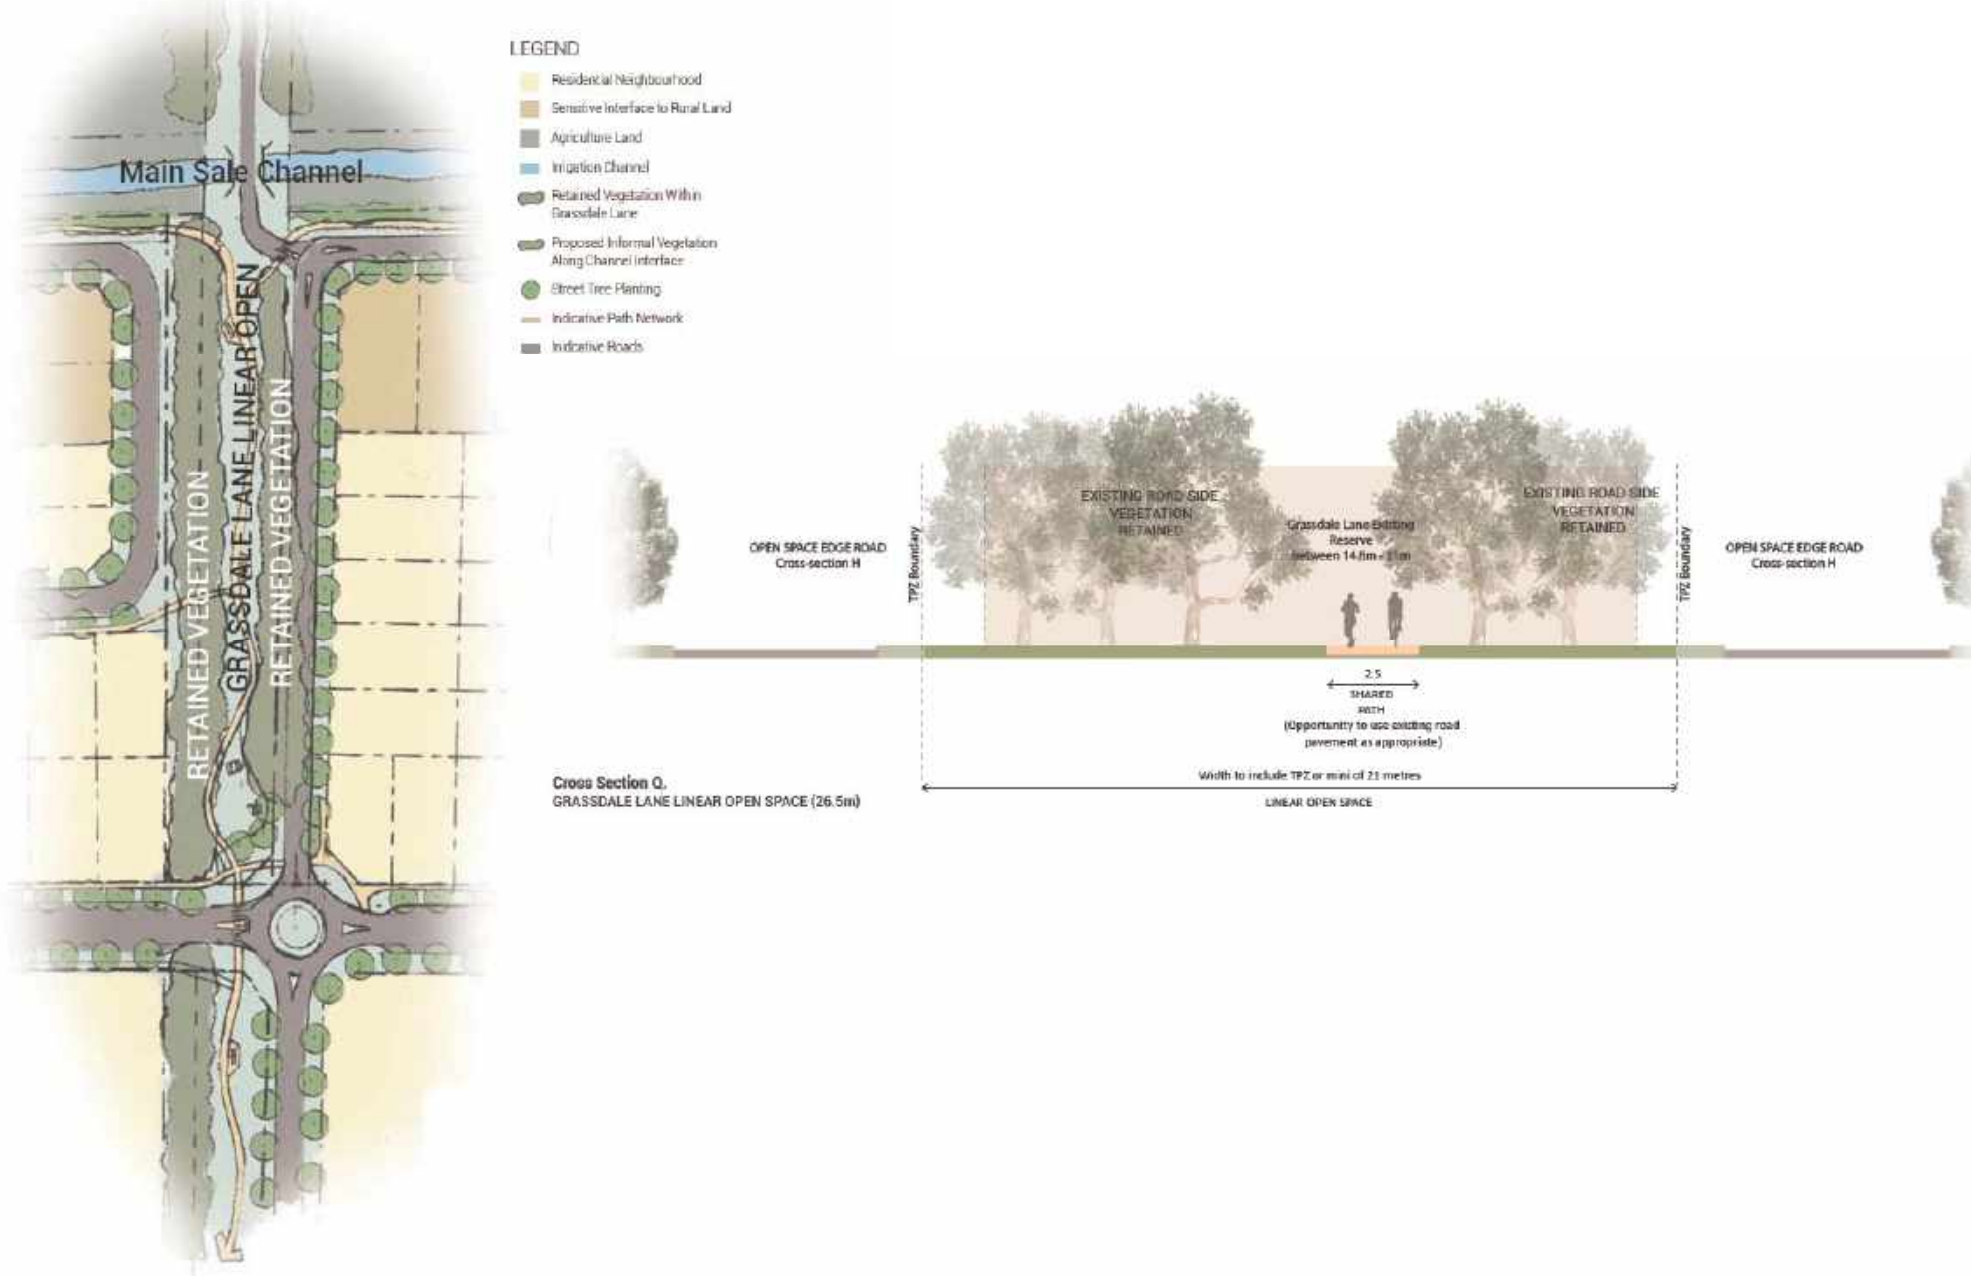 LEGEND
Residential Neighbourhood
Sensitive Interface to Rural Land
Agriculture Land
Irrigation Channel
Retained Vegetation Within
Grassdale Lane
Proposed Informal Vegetation
Along Channel Interface
Street Tree Planting
Indicative Path Network
Inidcative Roads
Main Sale Channel
GRASSDALE LANE LINEAR OPEN
RETAINED VEGETATION
RETAINED VEGETATION
EXISTING ROAD SIDE
VEGETATION
RETAINED
Grassdale Lane Existing
Reserve
between 14.8m -
EXISTING ROAD SIDE
VEGETATION
RETAINED
OPEN SPACE EDGE ROAD
Cross-section H
TPZ Boundary
TPZ Boundary
OPEN SPACE EDGE ROAD
Cross-section H
2.5
SHARED
PATH
(Opportunity to use existing road
pavement as appropriate)
Width to include TPZ or mini of 21 metres
LINEAR OPEN SPACE
Cross Section Q.
GRASSDALE LANE LINEAR OPEN SPACE (26.5m)